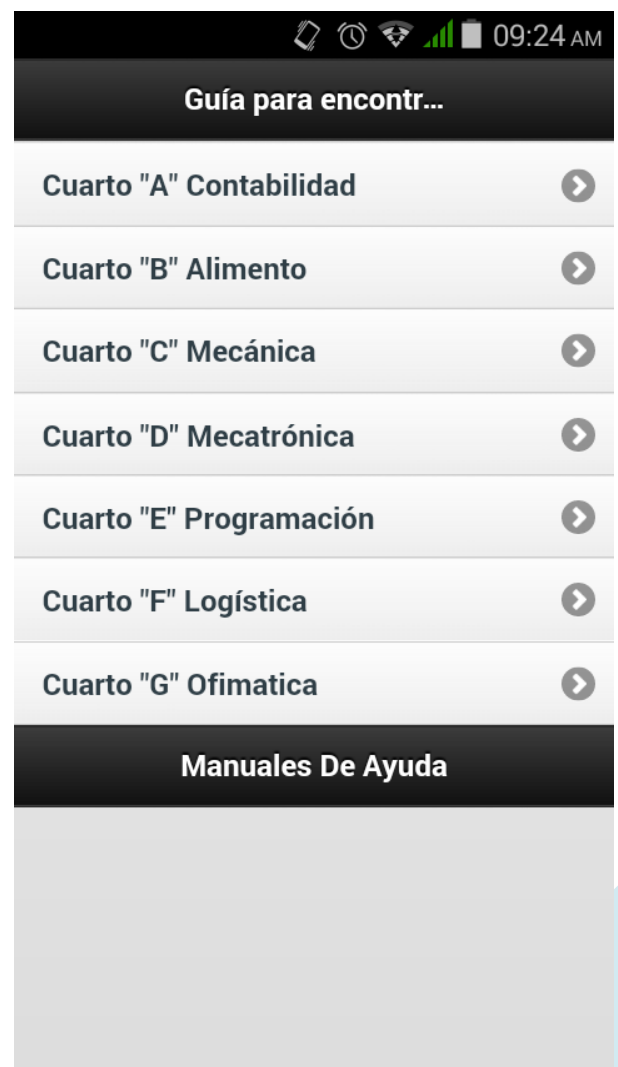 09:24 AM
Guía para encontr...
Cuarto "A" Contabilidad
Cuarto "B" Alimento
Cuarto "C" Mecánica
Cuarto "D" Mecatrónica
Cuarto "E" Programación
Cuarto "F" Logística
Cuarto "G" Ofimatica
Manuales De Ayuda